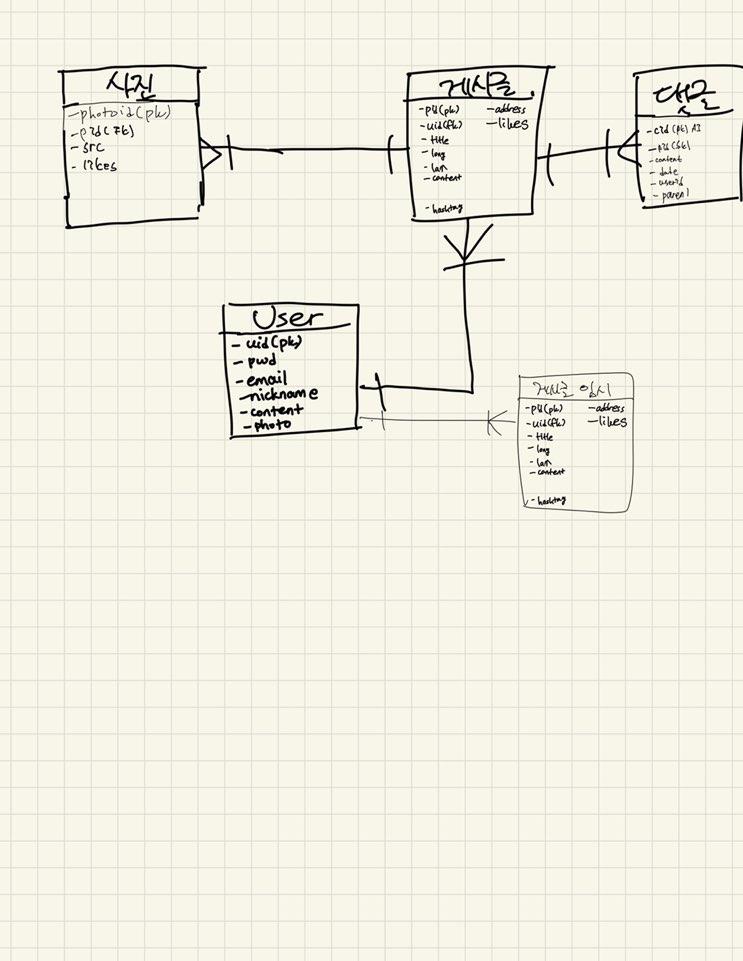 사진
- photoid(pk)
- pid(fk)
- src
- likes
게시글
- pid(pk) - address
- uid(fk) - likes
- title
- long
- lan
- content
- hashtag
댓글
- cid(pk) AI
- pid(fk)
- content
- date
- userid
- parent
User
- uid(pk)
- pwd
- email
- nickname
- content
- photo
게시글 임시
- pid(pk) - address
- uid(fk) - likes
- title
- long
- lan
- content
- hashtag